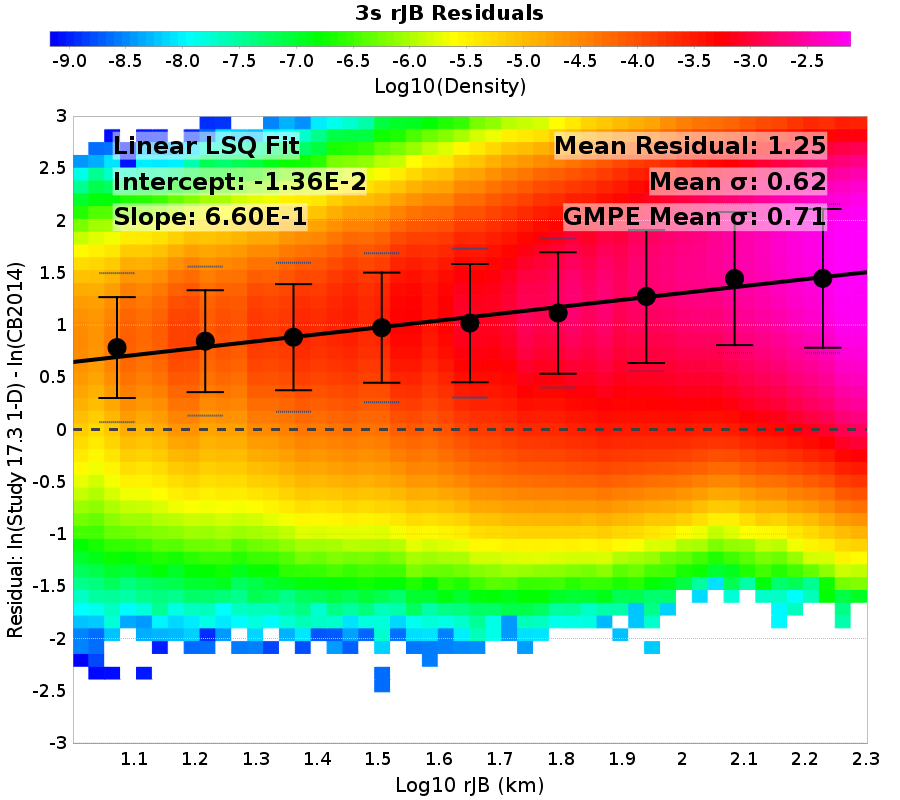 3s rJB Residuals
-9.0 -8.5 -8.0 -7.5 -7.0 -6.5 -6.0 -5.5 -5.0 -4.5 -4.0 -3.5 -3.0 -2.5
Log10(Density)
Linear LSQ Fit
Intercept: -1.36E-2
Slope: 6.60E-1
Mean Residual: 1.25
Mean σ: 0.62
GMPE Mean σ: 0.71
Residual: ln(Study 17.3 1-D) - ln(CB2014)
3
2.5
2
1.5
1
0.5
0
-0.5
-1
-1.5
-2
-2.5
-3
1.1 1.2 1.3 1.4 1.5 1.6 1.7 1.8 1.9 2 2.1 2.2 2.3
Log10 rJB (km)